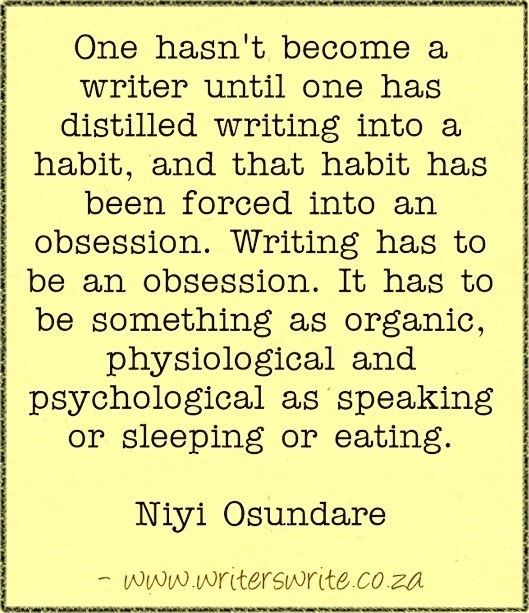 One hasn't become a
writer until one has
distilled writing into a
habit, and that habit has
been forced into an
obsession. Writing has to
be an obsession. It has to
be something as organic,
physiological and
psychological as speaking
or sleeping or eating.
Niyi Osundare
- www.writerswrite.co.za